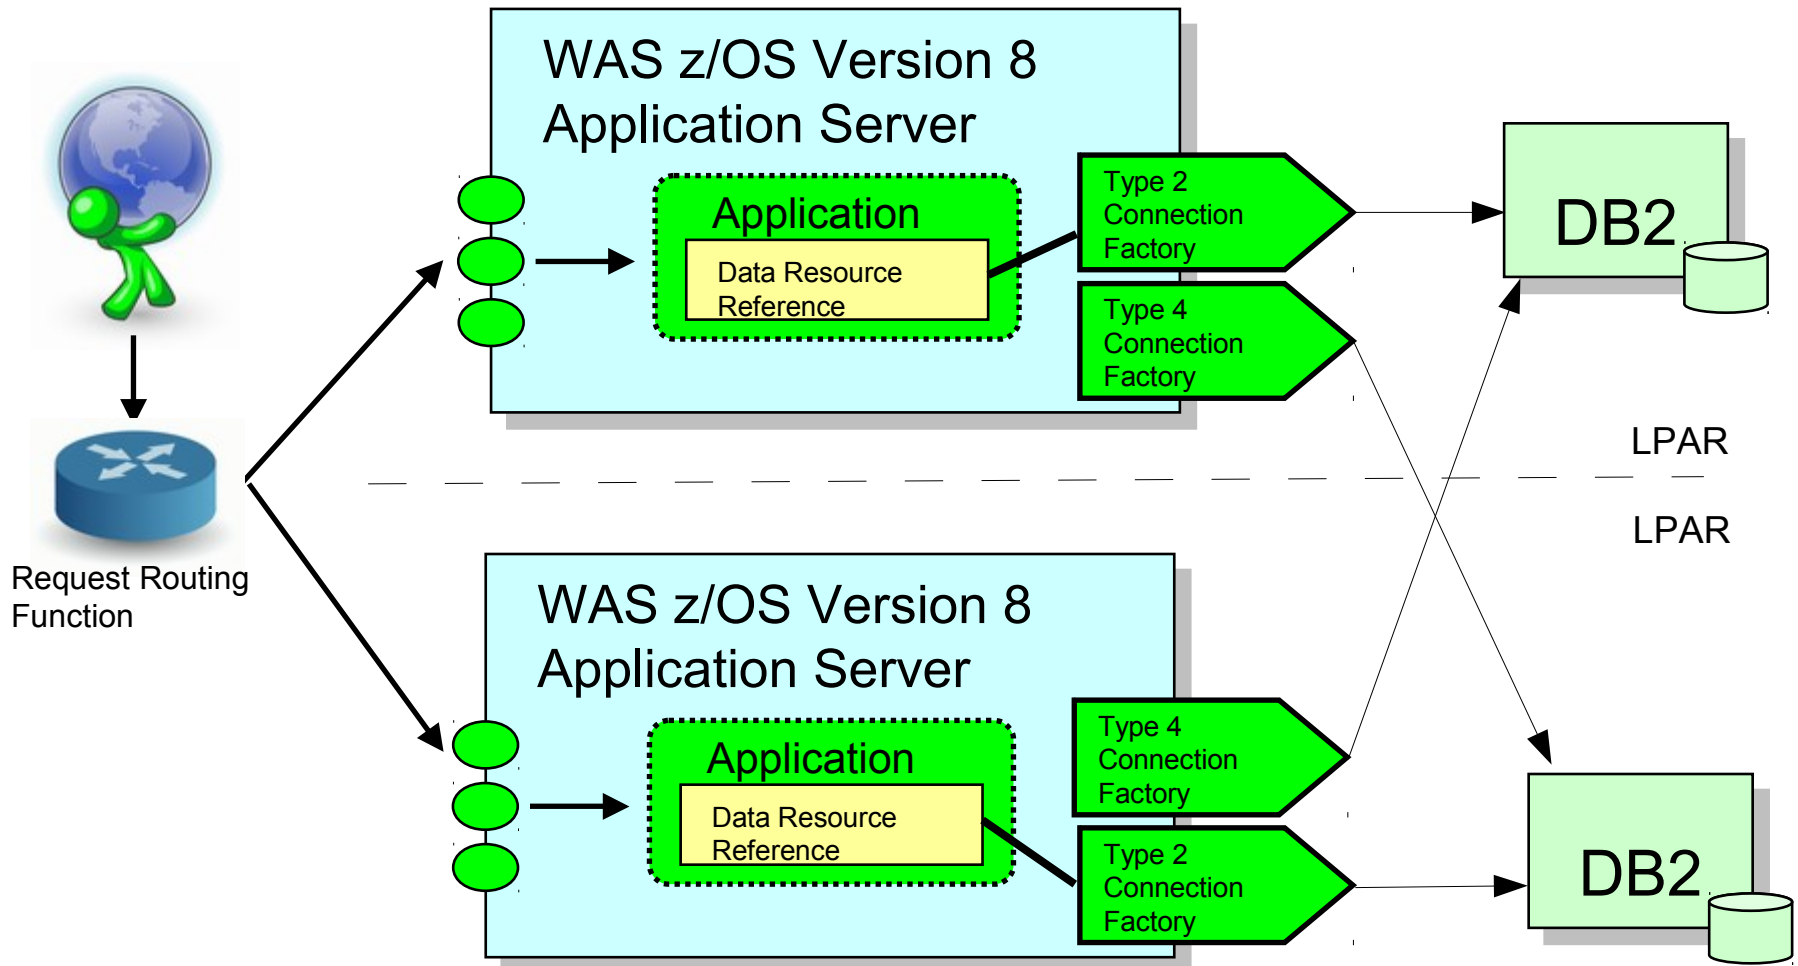 WAS z/OS Version 8
Application Server
Application
Data Resource
Reference
Type 2
Connection
Factory
Type 4
Connection
Factory
DB2
LPAR
LPAR
Request Routing
Function
WAS z/OS Version 8
Application Server
Application
Data Resource
Reference
Type 4
Connection
Factory
Type 2
Connection
Factory
DB2